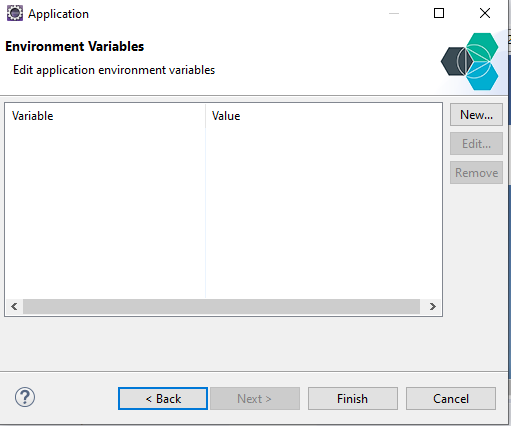 Application
Environment Variables
Edit application environment variables
Variable Value
New...
Edit...
Remove
?
< Back Next > Finish Cancel